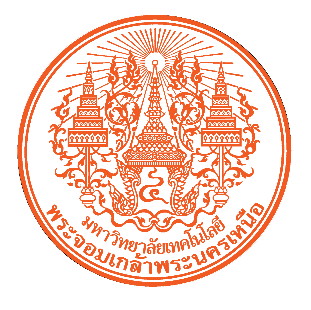 ๔
มหาวิทยาลัยเทคโนโลยี
พระจอมเกล้าพระนครเหนือ